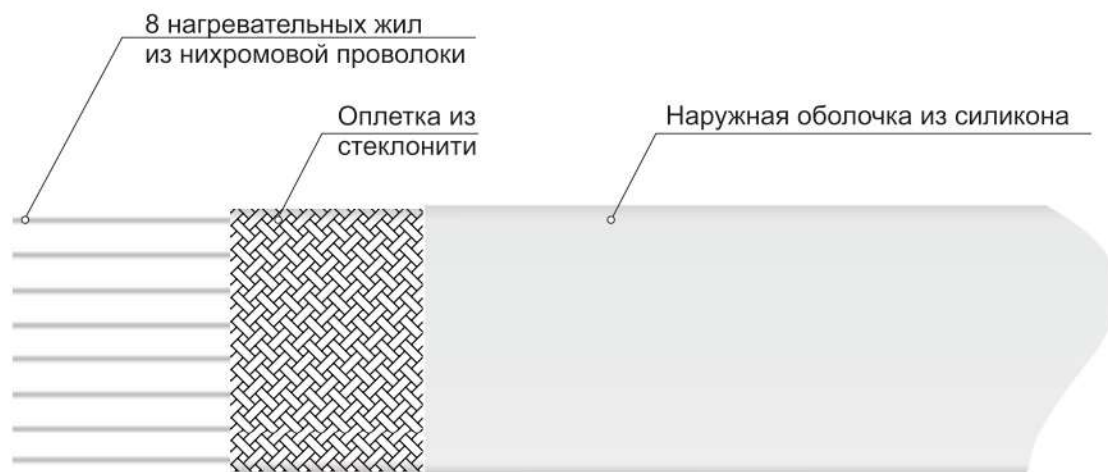 8 нагревательных жил
из нихромовой проволоки
Оплетка из
стеклонити
Наружная оболочка из силикона